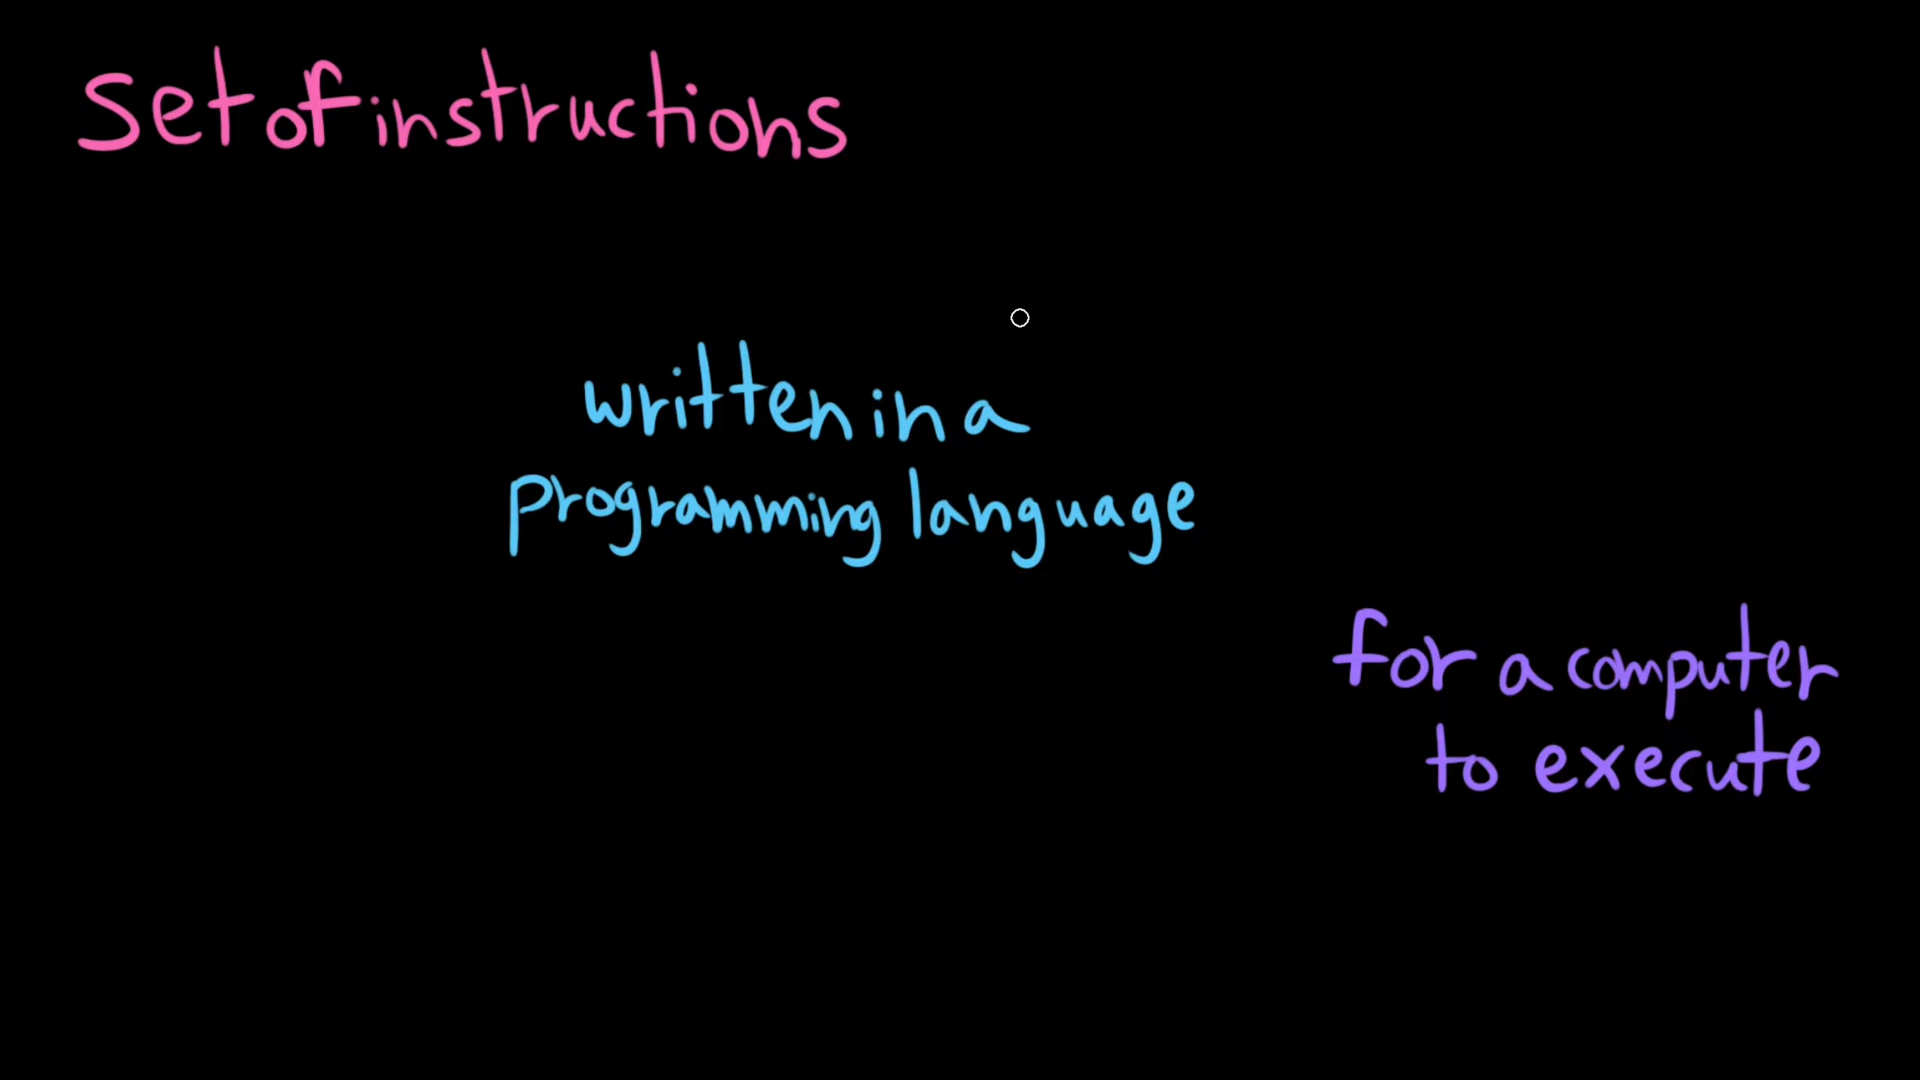 Set of instructions
written in a
programming language
for a computer
to execute